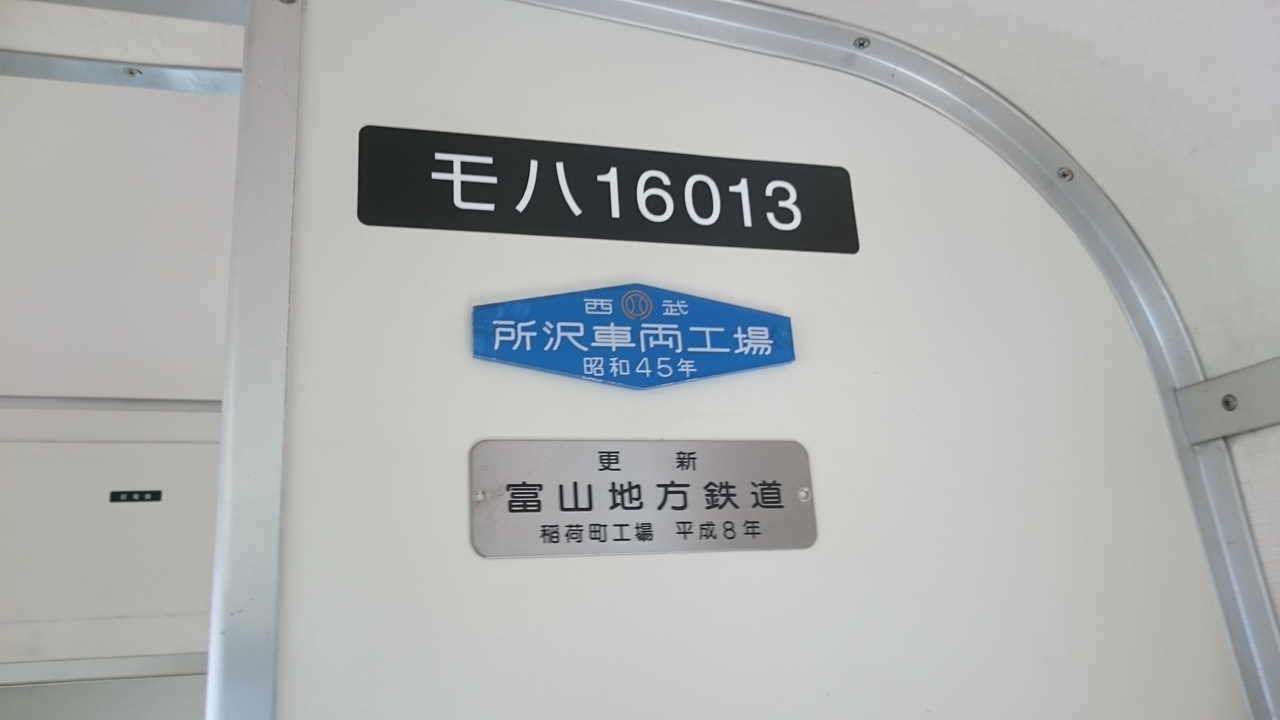 モハ16013
西 武
所沢車両工場
昭和45年
更 新
富山地方鉄道
稲荷町工場 平成8年